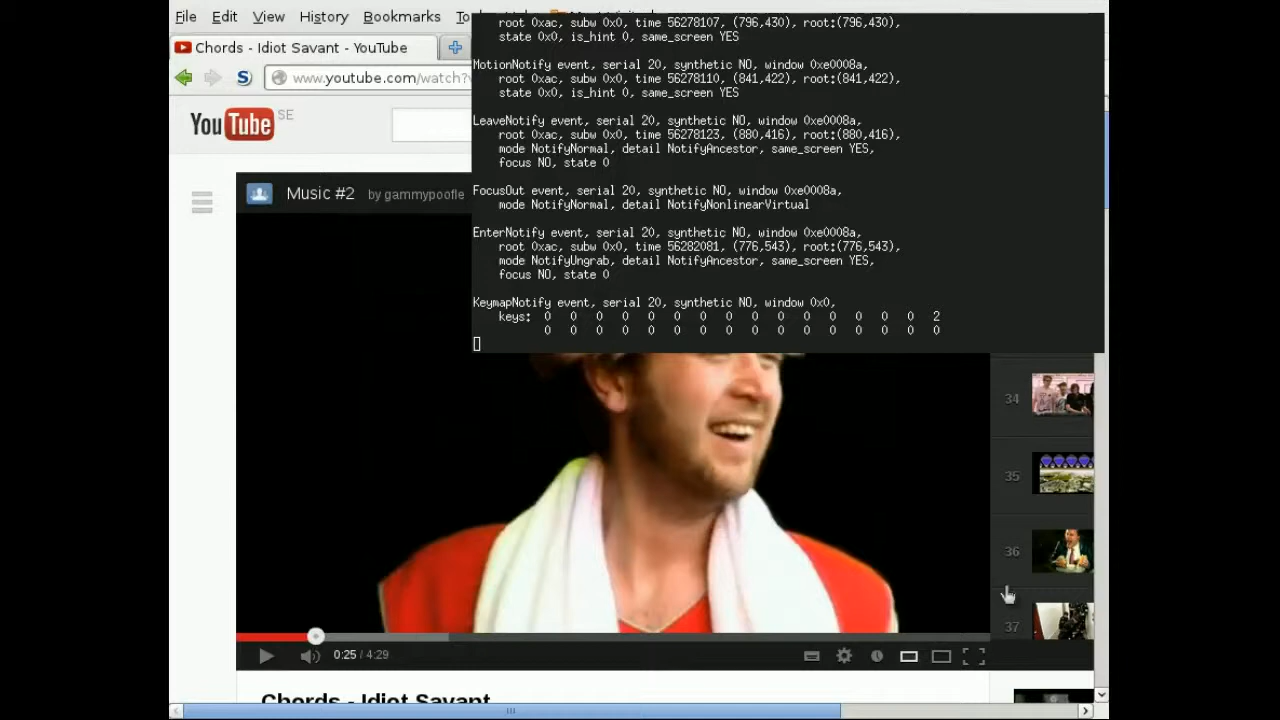 File Edit View History Bookmarks
Chords - Idiot Savant - YouTube
S www.youtube.com/watch?v
YouTube SE
Music #2 by gammypoofle
root 0xac, subw 0x0, time 56278107, (796,430), root:(796,430),
state 0x0, is_hint 0, same_screen YES
MotionNotify event, serial 20, synthetic NO, window 0xe0008a,
root 0xac, subw 0x0, time 56278110, (841,422), root:(841,422),
state 0x0, is_hint 0, same_screen YES
LeaveNotify event, serial 20, synthetic NO, window 0xe0008a,
root 0xac, subw 0x0, time 56278123, (880,416), root:(880,416),
mode NotifyNormal, detail NotifyAncestor, same_screen YES,
focus NO, state 0
FocusOut event, serial 20, synthetic NO, window 0xe0008a,
mode NotifyNormal, detail NotifyNonlinearVirtual
EnterNotify event, serial 20, synthetic NO, window 0xe0008a,
root 0xac, subw 0x0, time 56282081, (776,543), root:(776,543),
mode NotifyUngrab, detail NotifyAncestor, same_screen YES,
focus NO, state 0
KeymapNotify event, serial 20, synthetic NO, window 0x0,
keys: 0 0 0 0 0 0 0 0 0 0 0 0 0 0 0 2
0 0 0 0 0 0 0 0 0 0 0 0 0 0 0 0
34
35
36
37
0:25 / 4:29
Chords - Idiot Savant